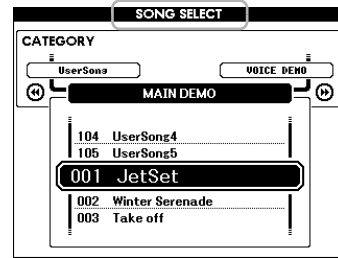 SONG SELECT
CATEGORY
UserSong VOICE DEMO
MAIN DEMO
104 UserSong4
105 UserSong5
001 JetSet
002 Winter Serenade
003 Take off